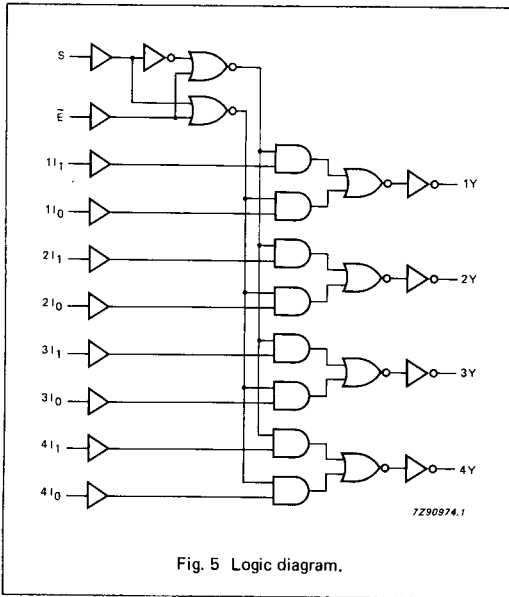 S
E̅
1I₁
1I₀
1Y
2I₁
2I₀
2Y
3I₁
3I₀
3Y
4I₁
4I₀
4Y
7Z90974.1
Fig. 5 Logic diagram.